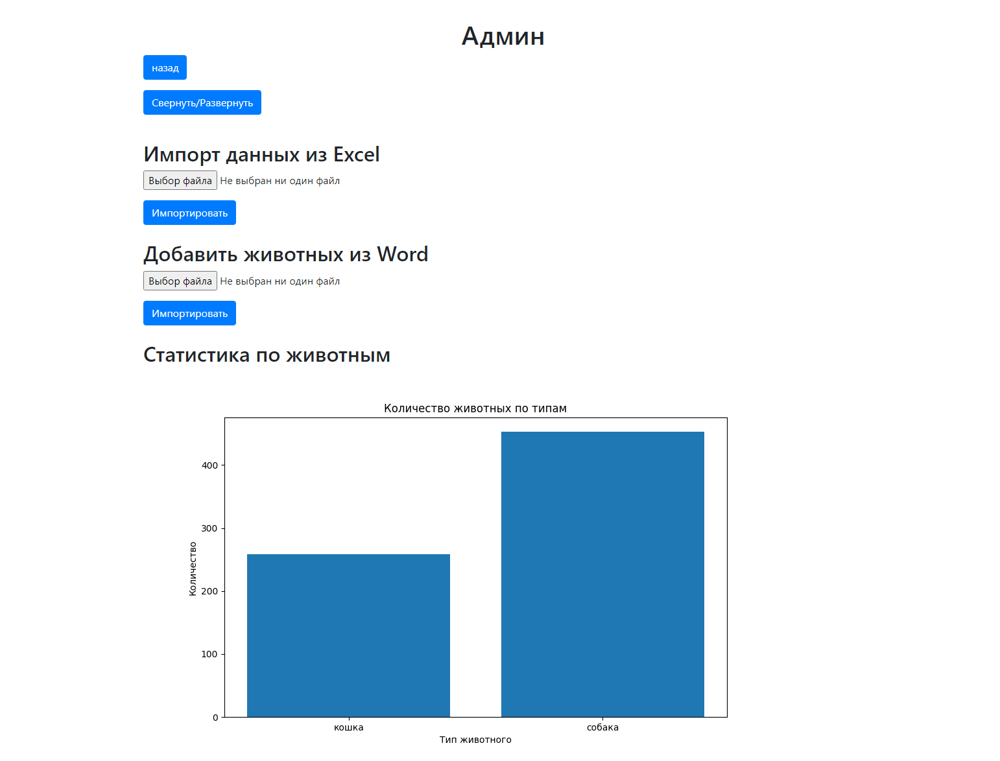 Админ
назад
Свернуть/Развернуть
Импорт данных из Excel
Выбор файла Не выбран ни один файл
Импортировать
Добавить животных из Word
Выбор файла Не выбран ни один файл
Импортировать
Статистика по животным
Количество животных по типам
400
300
200
100
0
Количество
кошка собака
Тип животного